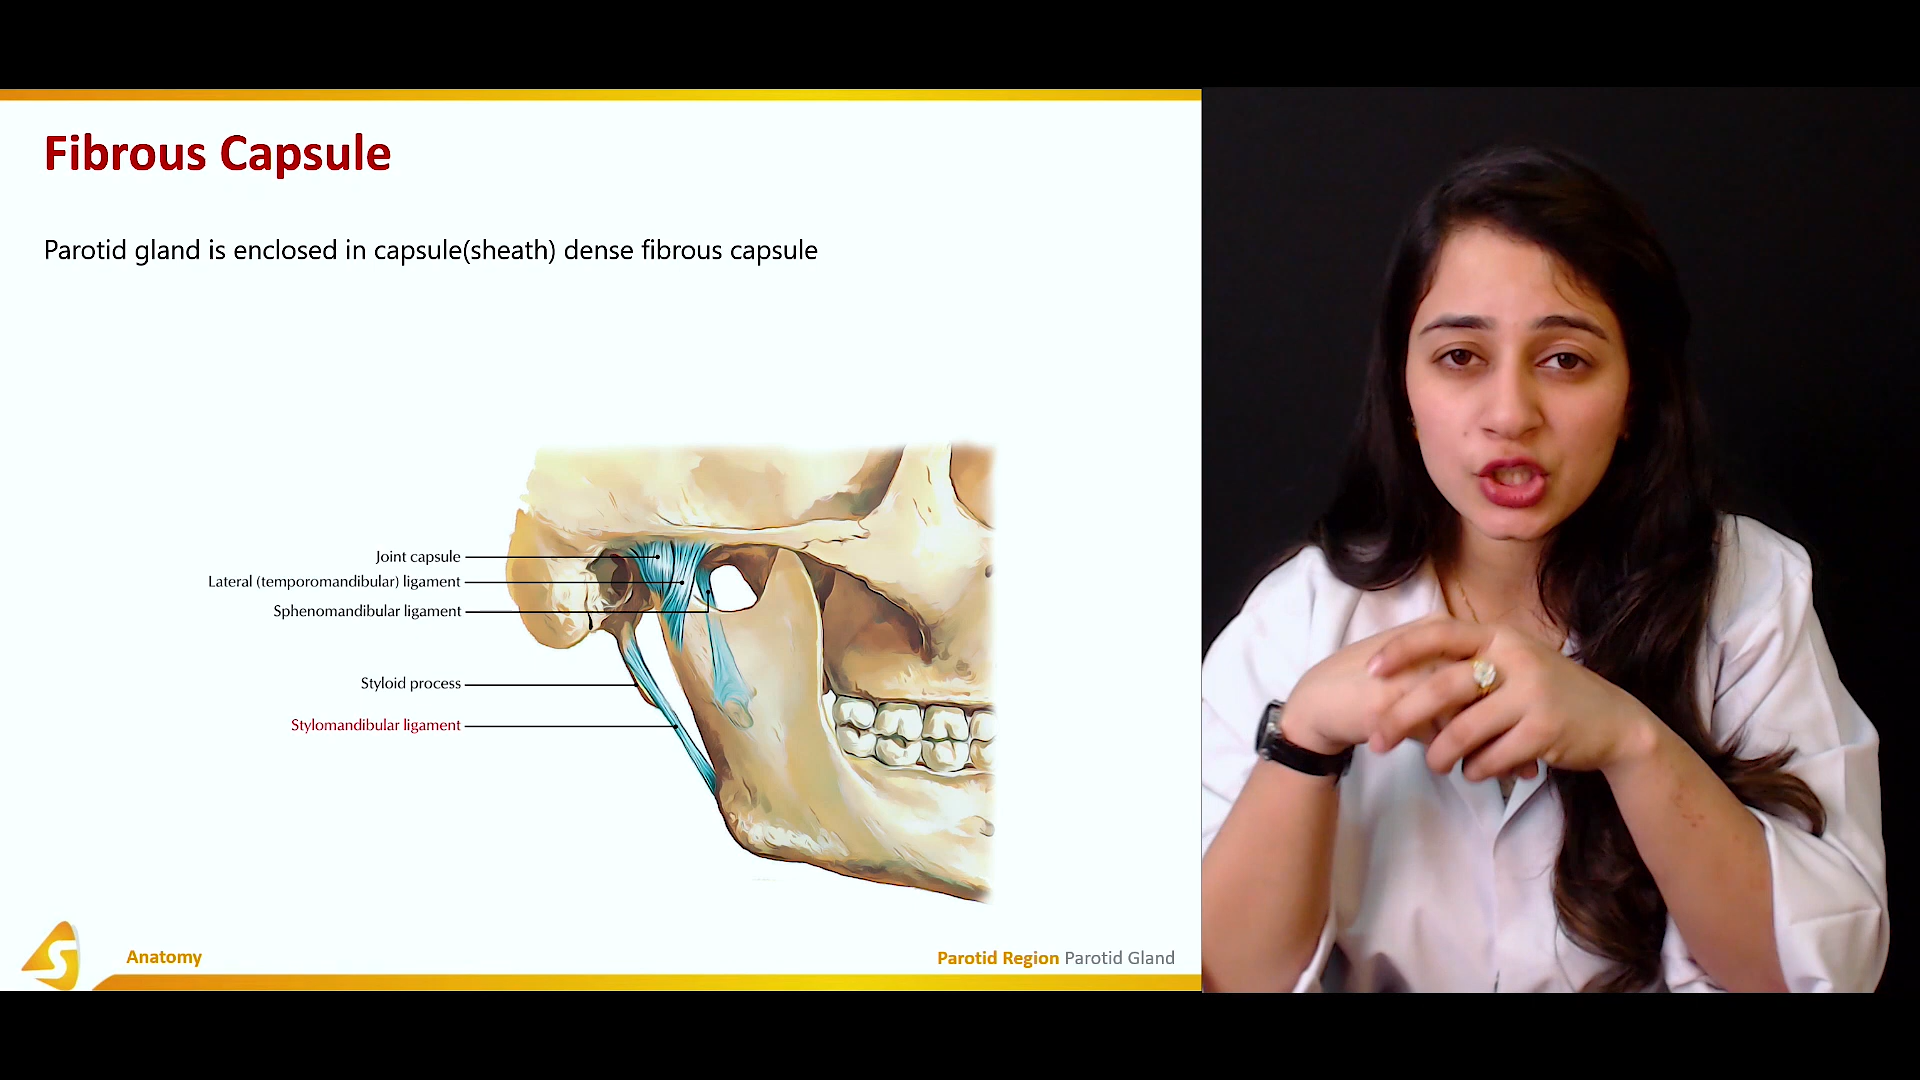 Fibrous Capsule
Parotid gland is enclosed in capsule(sheath) dense fibrous capsule
Joint capsule
Lateral (temporomandibular) ligament
Sphenomandibular ligament
Styloid process
Stylomandibular ligament
S
Anatomy
Parotid Region Parotid Gland